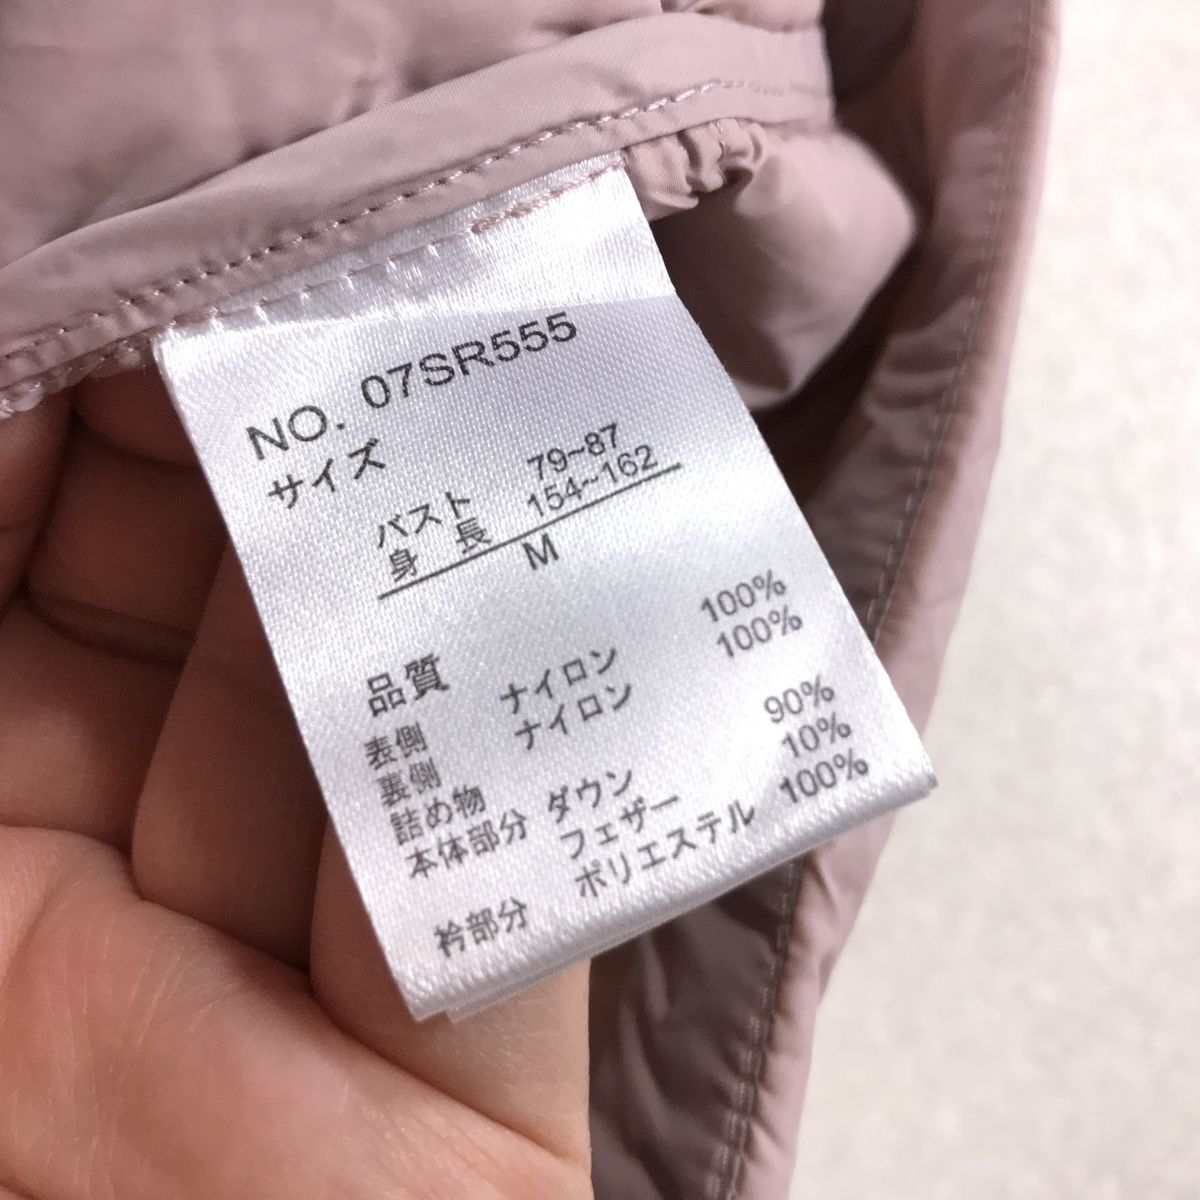 NO. 07SR555
サイズ
バスト 79~87
身長 154~162
M
品質
表側 ナイロン 100%
裏側 ナイロン 100%
詰め物
本体部分 ダウン 90%
フェザー 10%
衿部分 ポリエステル 100%